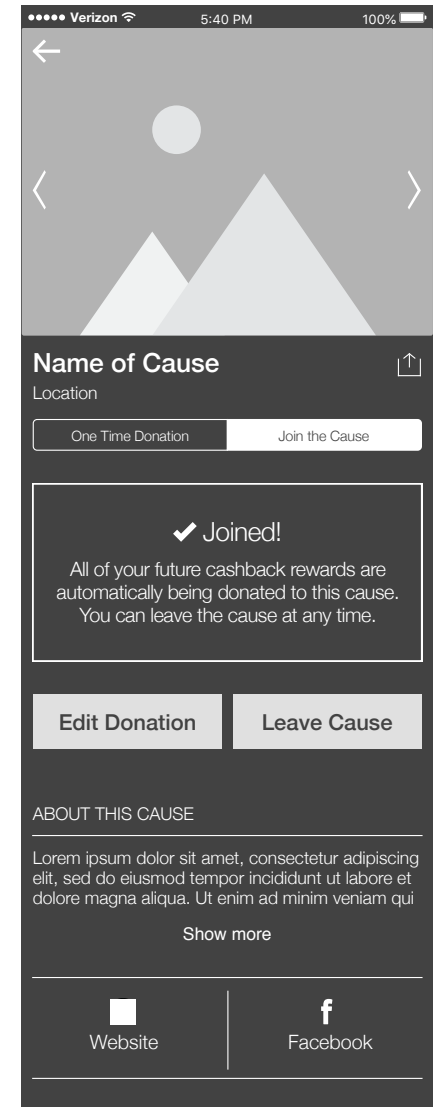 Verizon 5:40 PM 100%
Name of Cause
Location
One Time Donation Join the Cause
Joined!
All of your future cashback rewards are
automatically being donated to this cause.
You can leave the cause at any time.
Edit Donation Leave Cause
ABOUT THIS CAUSE
Lorem ipsum dolor sit amet, consectetur adipiscing
elit, sed do eiusmod tempor incididunt ut labore et
dolore magna aliqua. Ut enim ad minim veniam qui
Show more
Website Facebook